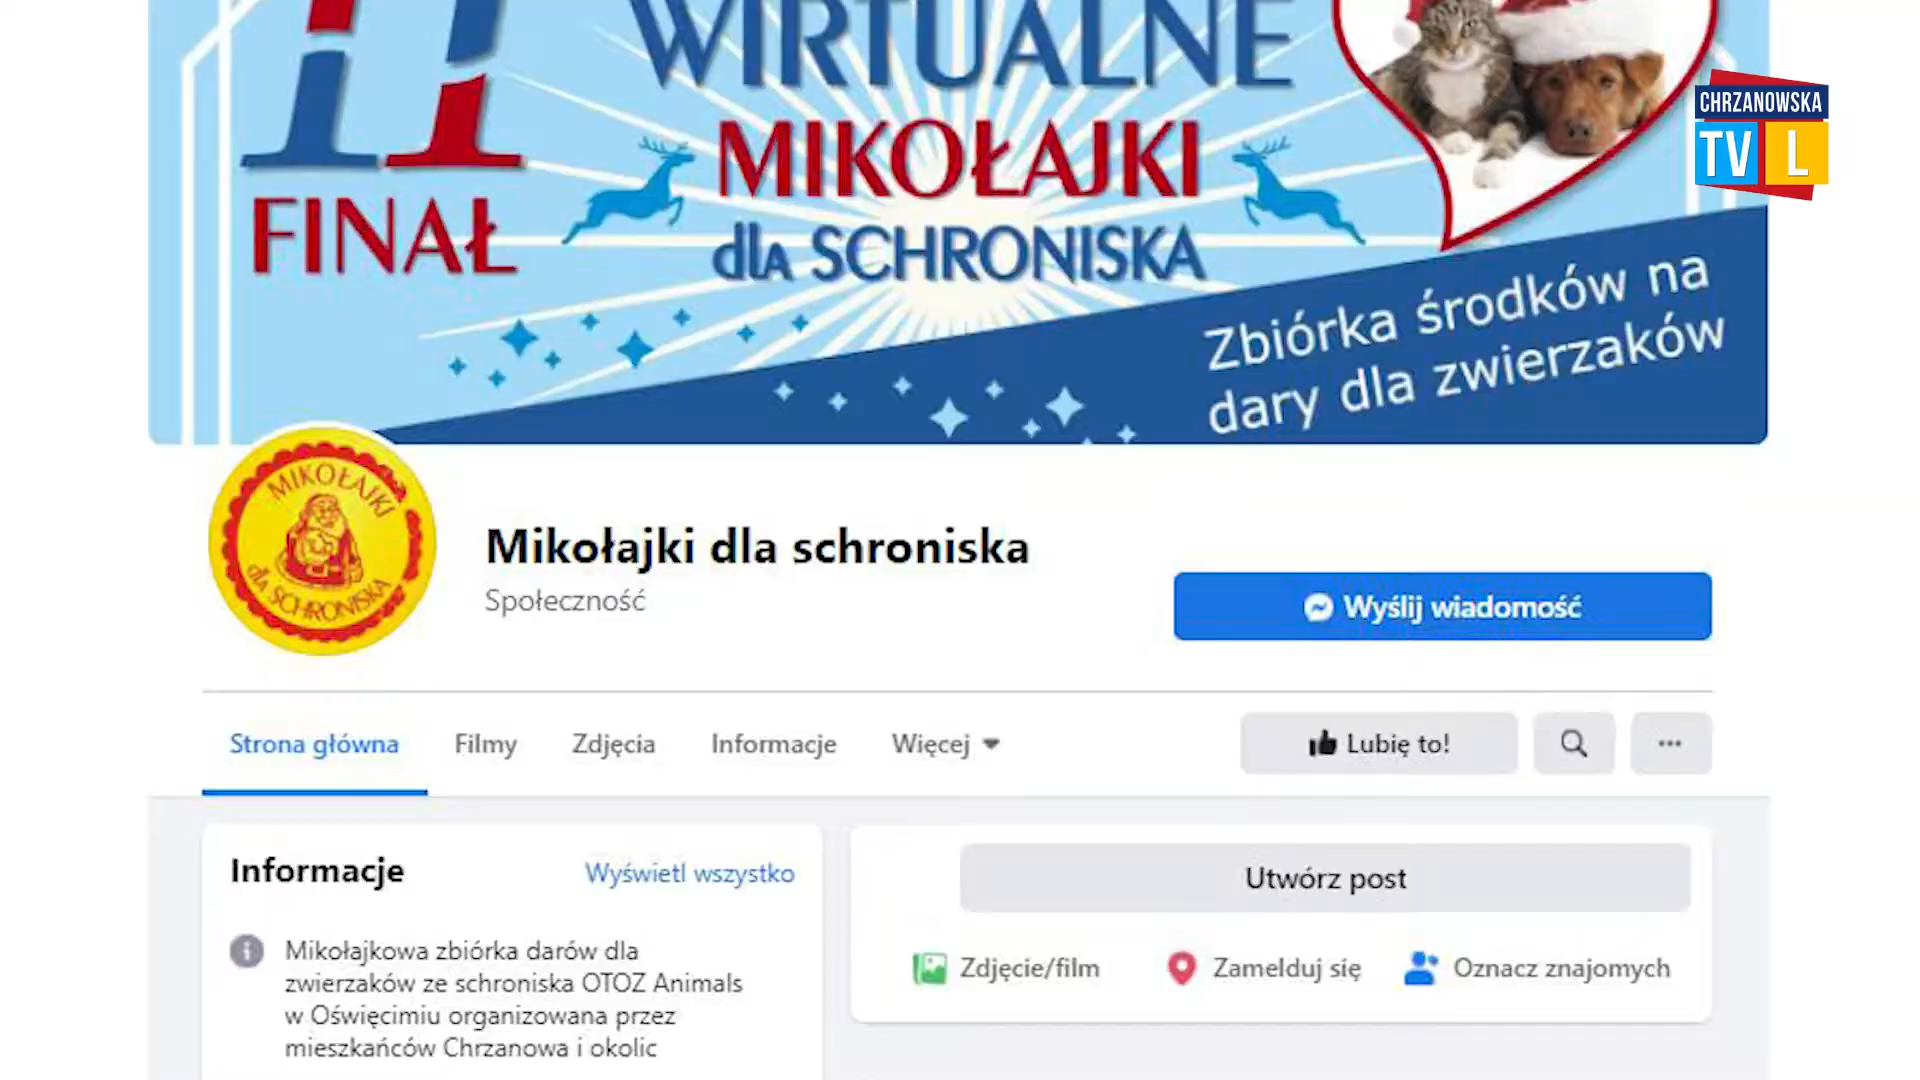 11
FINAŁ
WIRTUALNE
MIKOŁAJKI
dla SCHRONISKA
Zbiórka środków na
dary dla zwierzaków
CHRZANOWSKA
TV L
MIKOŁAJKI
dla SCHRONISKA
Mikołajki dla schroniska
Społeczność
Wyślij wiadomość
Strona główna
Filmy
Zdjęcia
Informacje
Więcej
Lubię to!
Informacje
Wyświetl wszystko
Mikołajkowa zbiórka darów dla
zwierzaków ze schroniska OTOZ Animals
w Oświęcimiu organizowana przez
mieszkańców Chrzanowa i okolic
Utwórz post
Zdjęcie/film
Zamelduj się
Oznacz znajomych